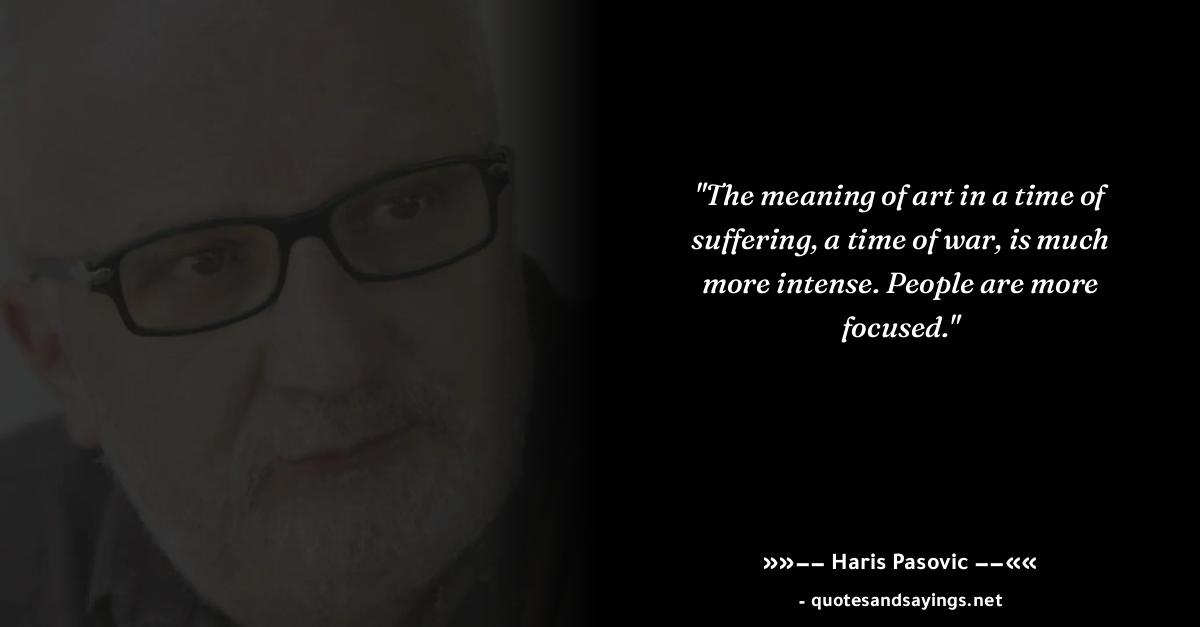 "The meaning of art in a time of
suffering, a time of war, is much
more intense. People are more
focused."
»»–– Haris Pasovic ––««
- quotesandsayings.net